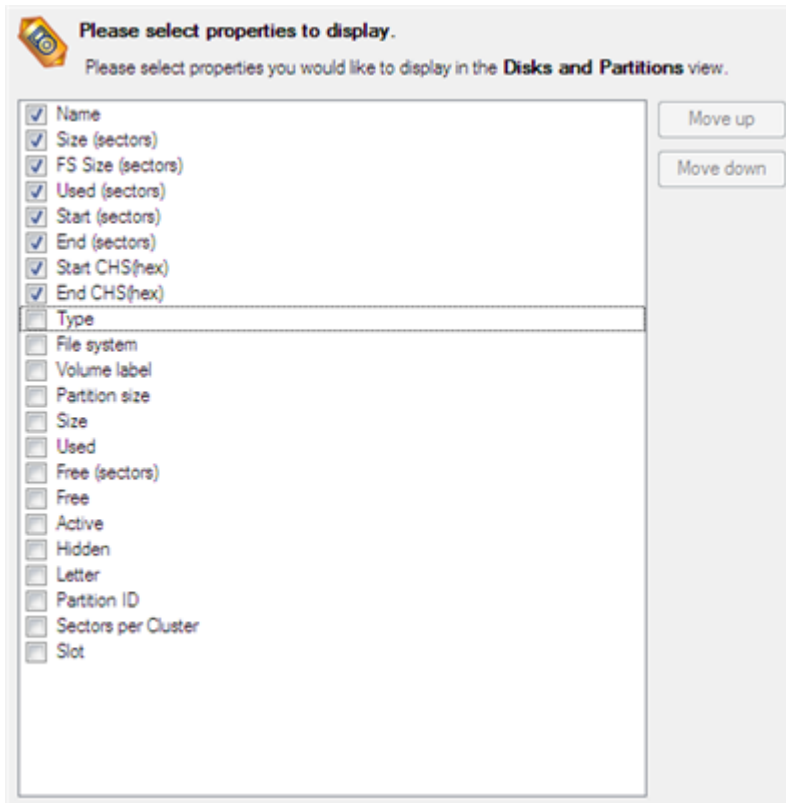 Please select properties to display.
Please select properties you would like to display in the Disks and Partitions view.
Name
Move up
Size (sectors)
FS Size (sectors)
Move down
Used (sectors)
Start (sectors)
End (sectors)
Start CHS(hex)
End CHS(hex)
Type
File system
Volume label
Partition size
Size
Used
Free (sectors)
Free
Active
Hidden
Letter
Partition ID
Sectors per Cluster
Slot